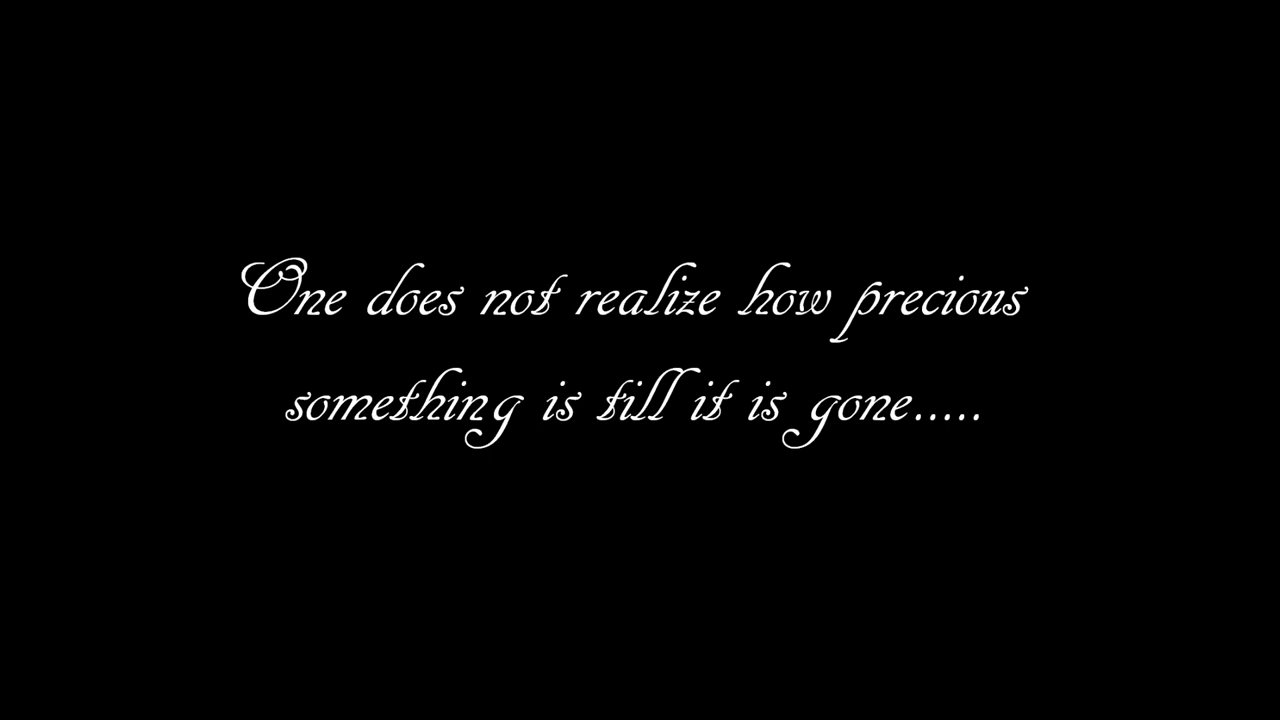 One does not realize how precious
something is till it is gone.....